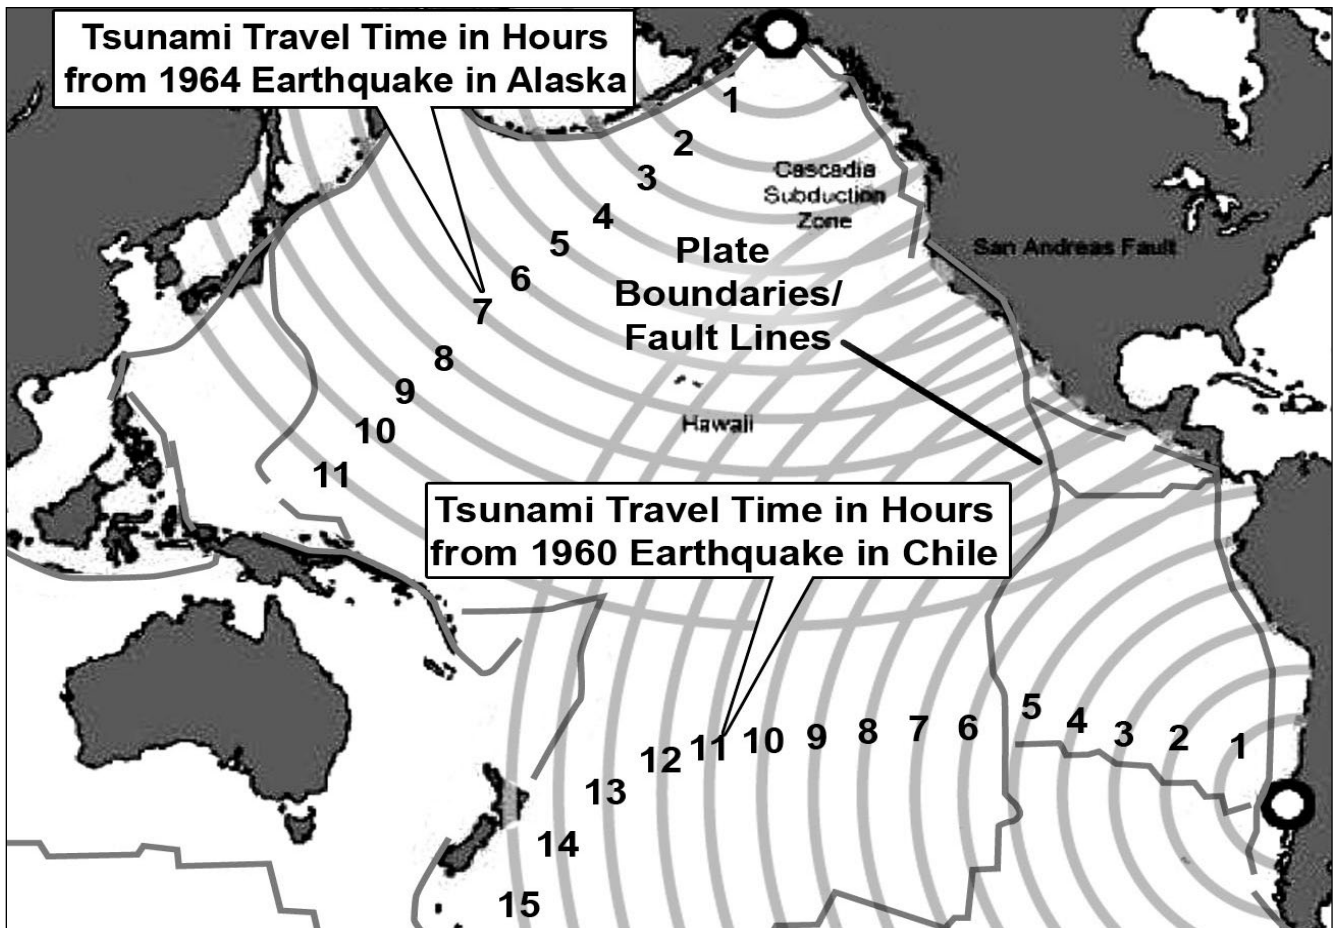 Tsunami Travel Time in Hours
from 1964 Earthquake in Alaska
1
2
3
4
5
6
7
8
9
10
11
Cascadia
Subduction
Zone
San Andreas Fault
Plate
Boundaries/
Fault Lines
Hawaii
Tsunami Travel Time in Hours
from 1960 Earthquake in Chile
1
2
3
4
5
6
7
8
9
10
11
12
13
14
15